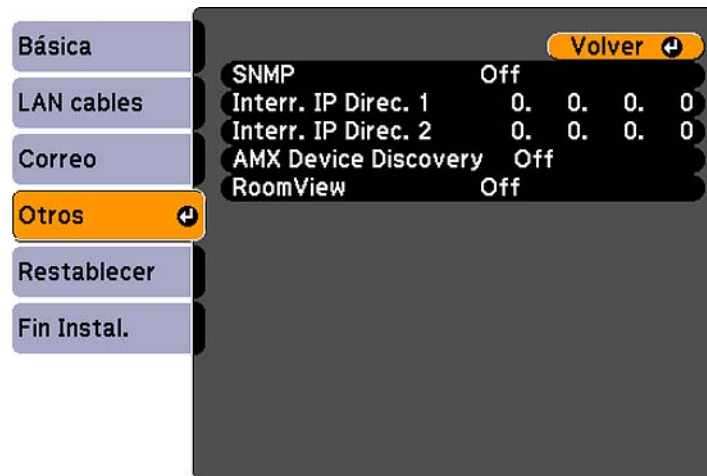 Básica
LAN cables
Correo
Otros
Restablecer
Fin Instal.
Volver
SNMP Off
Interr. IP Direc. 1 0. 0. 0. 0
Interr. IP Direc. 2 0. 0. 0. 0
AMX Device Discovery Off
RoomView Off